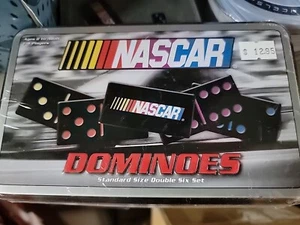 NASCAR
$ 12.95
NASCAR
DOMINOES
Standard Size Double Six Set